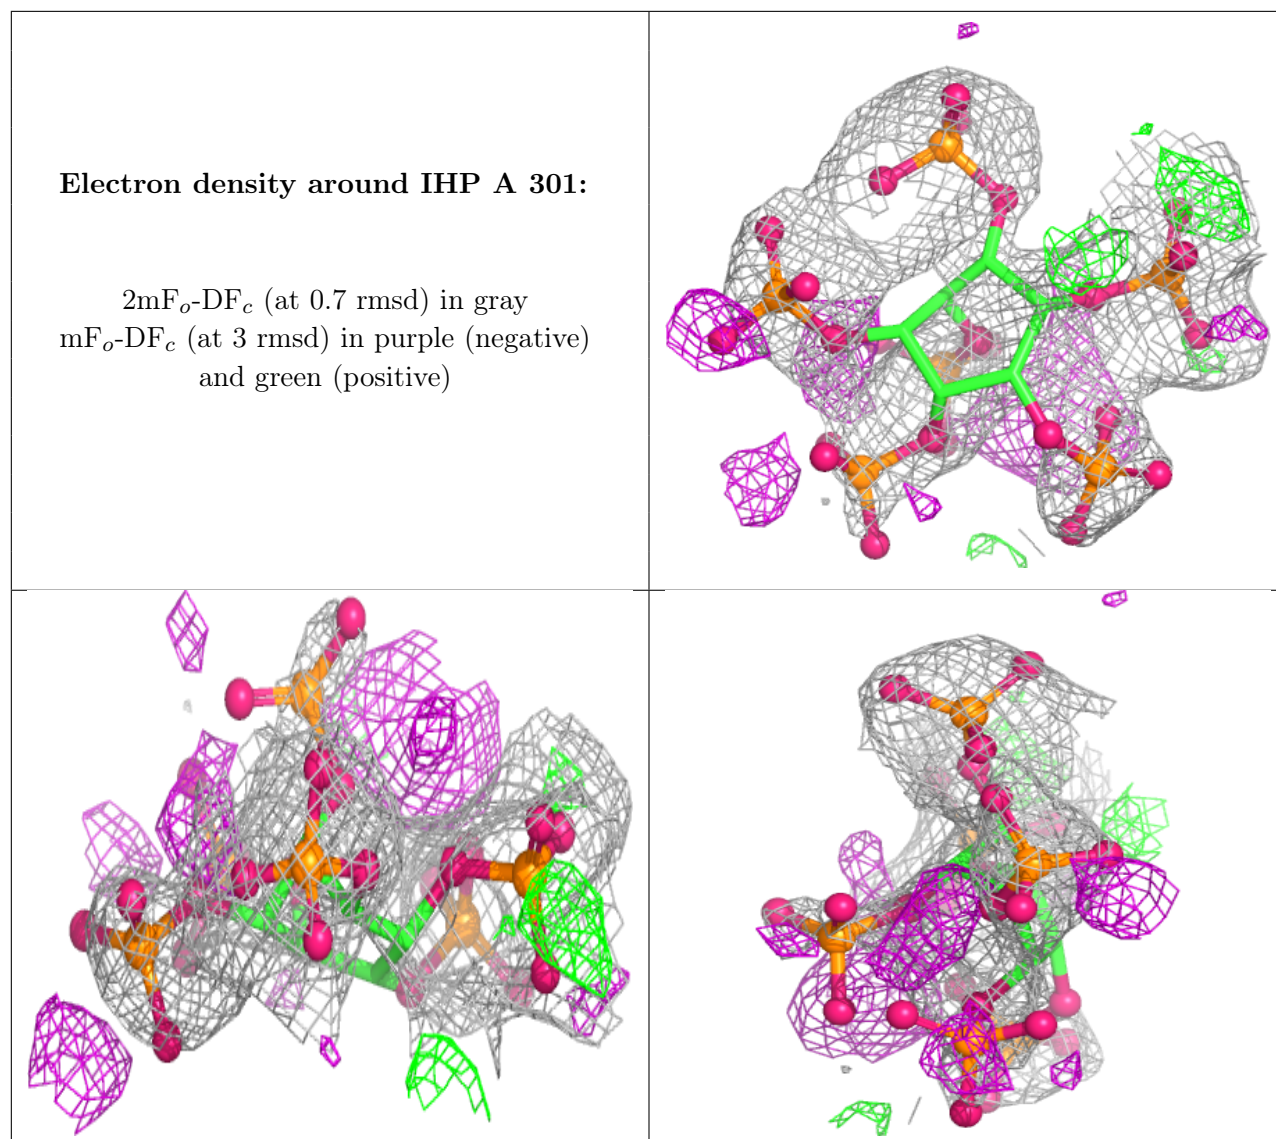 Electron density around IHP A 301:
2mFo-DFc (at 0.7 rmsd) in gray
mFo-DFc (at 3 rmsd) in purple (negative)
and green (positive)